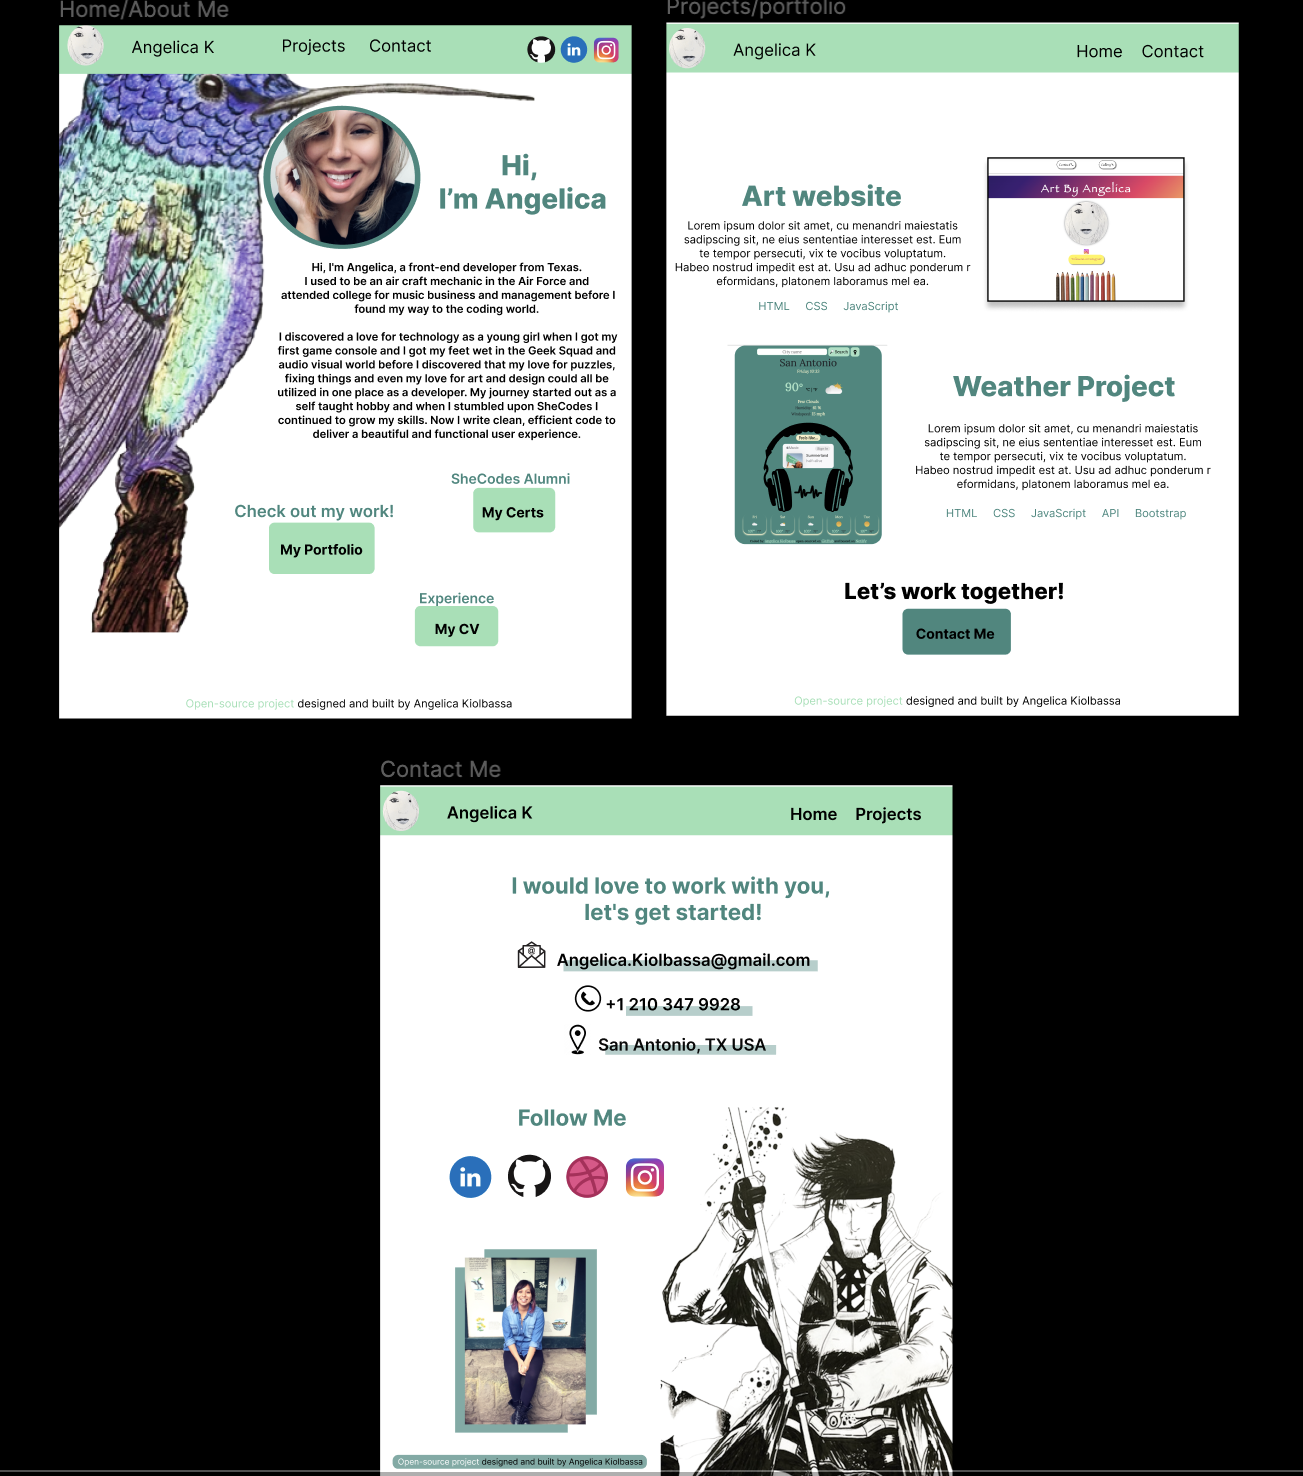 Home/About Me
Angelica K
Projects
Contact
Hi,
I’m Angelica
Hi, I'm Angelica, a front-end developer from Texas.
I used to be an air craft mechanic in the Air Force and
attended college for music business and management before I
found my way to the coding world.
I discovered a love for technology as a young girl when I got my
first game console and I got my feet wet in the Geek Squad and
audio visual world before I discovered that my love for puzzles,
fixing things and even my love for art and design could all be
utilized in one place as a developer. My journey started out as a
self taught hobby and when I stumbled upon SheCodes I
continued to grow my skills. Now I write clean, efficient code to
deliver a beautiful and functional user experience.
SheCodes Alumni
My Certs
Check out my work!
My Portfolio
Experience
My CV
Open-source project designed and built by Angelica Kiolbassa
Projects/portfolio
Angelica K
Home
Contact
Art website
Lorem ipsum dolor sit amet, cu menandri maiestatis
sadipscing sit, ne eius sententiae interesset est. Eum
te tempor persecuti, vix te vocibus voluptatum.
Habeo nostrud impedit est at. Usu ad adhuc ponderum r
eformidans, platonem laboramus mel ea.
HTML CSS JavaScript
Art By Angelica
San Antonio
90°
Weather Project
Lorem ipsum dolor sit amet, cu menandri maiestatis
sadipscing sit, ne eius sententiae interesset est. Eum
te tempor persecuti, vix te vocibus voluptatum.
Habeo nostrud impedit est at. Usu ad adhuc ponderum r
eformidans, platonem laboramus mel ea.
HTML CSS JavaScript API Bootstrap
Let’s work together!
Contact Me
Open-source project designed and built by Angelica Kiolbassa
Contact Me
Angelica K
Home
Projects
I would love to work with you,
let's get started!
Angelica.Kiolbassa@gmail.com
+1 210 347 9928
San Antonio, TX USA
Follow Me
in
Open-source project designed and built by Angelica Kiolbassa